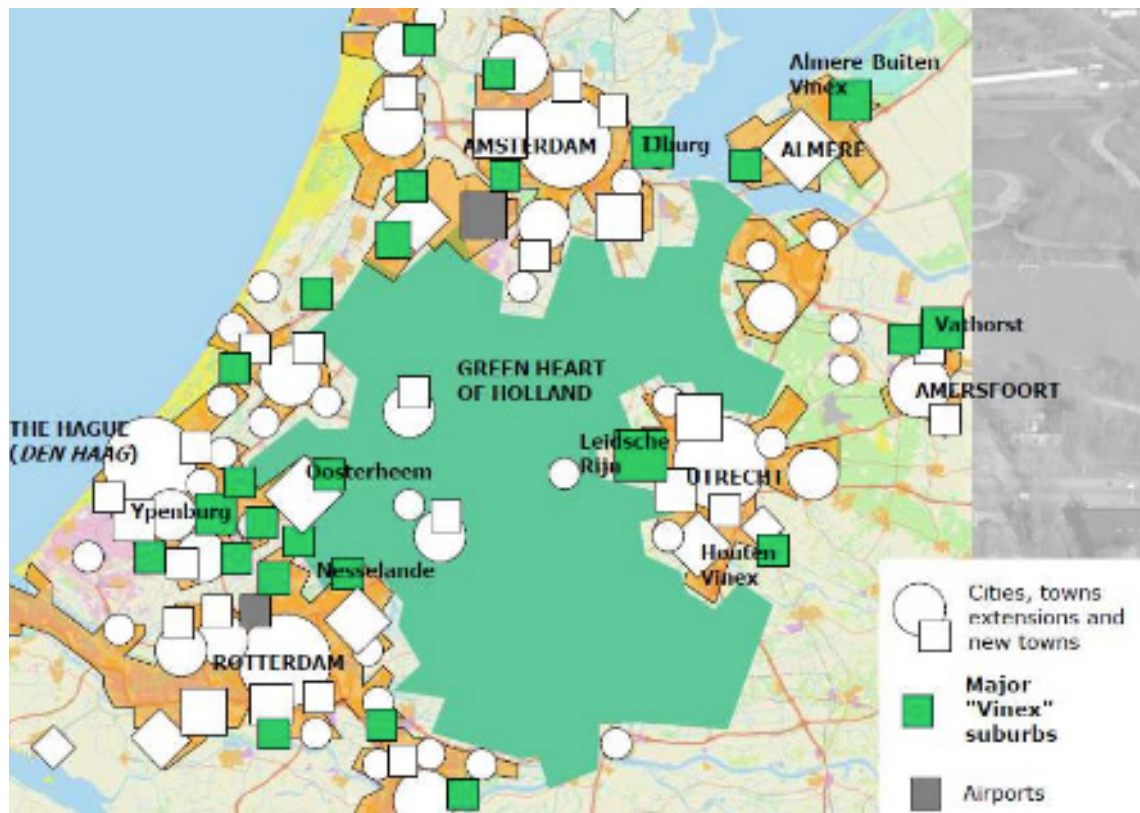 Almere Buiten
Vinex
AMSTERDAM
IJburg
ALMERE
Vathorst
GREEN HEART
OF HOLLAND
AMERSFOORT
THE HAGUE
(DEN HAAG)
Leidsche
Rijn
Oosterheem
UTRECHT
Ypenburg
Houten
Vinex
Nesselande
ROTTERDAM
Cities, towns
extensions and
new towns
Major
"Vinex"
suburbs
Airports